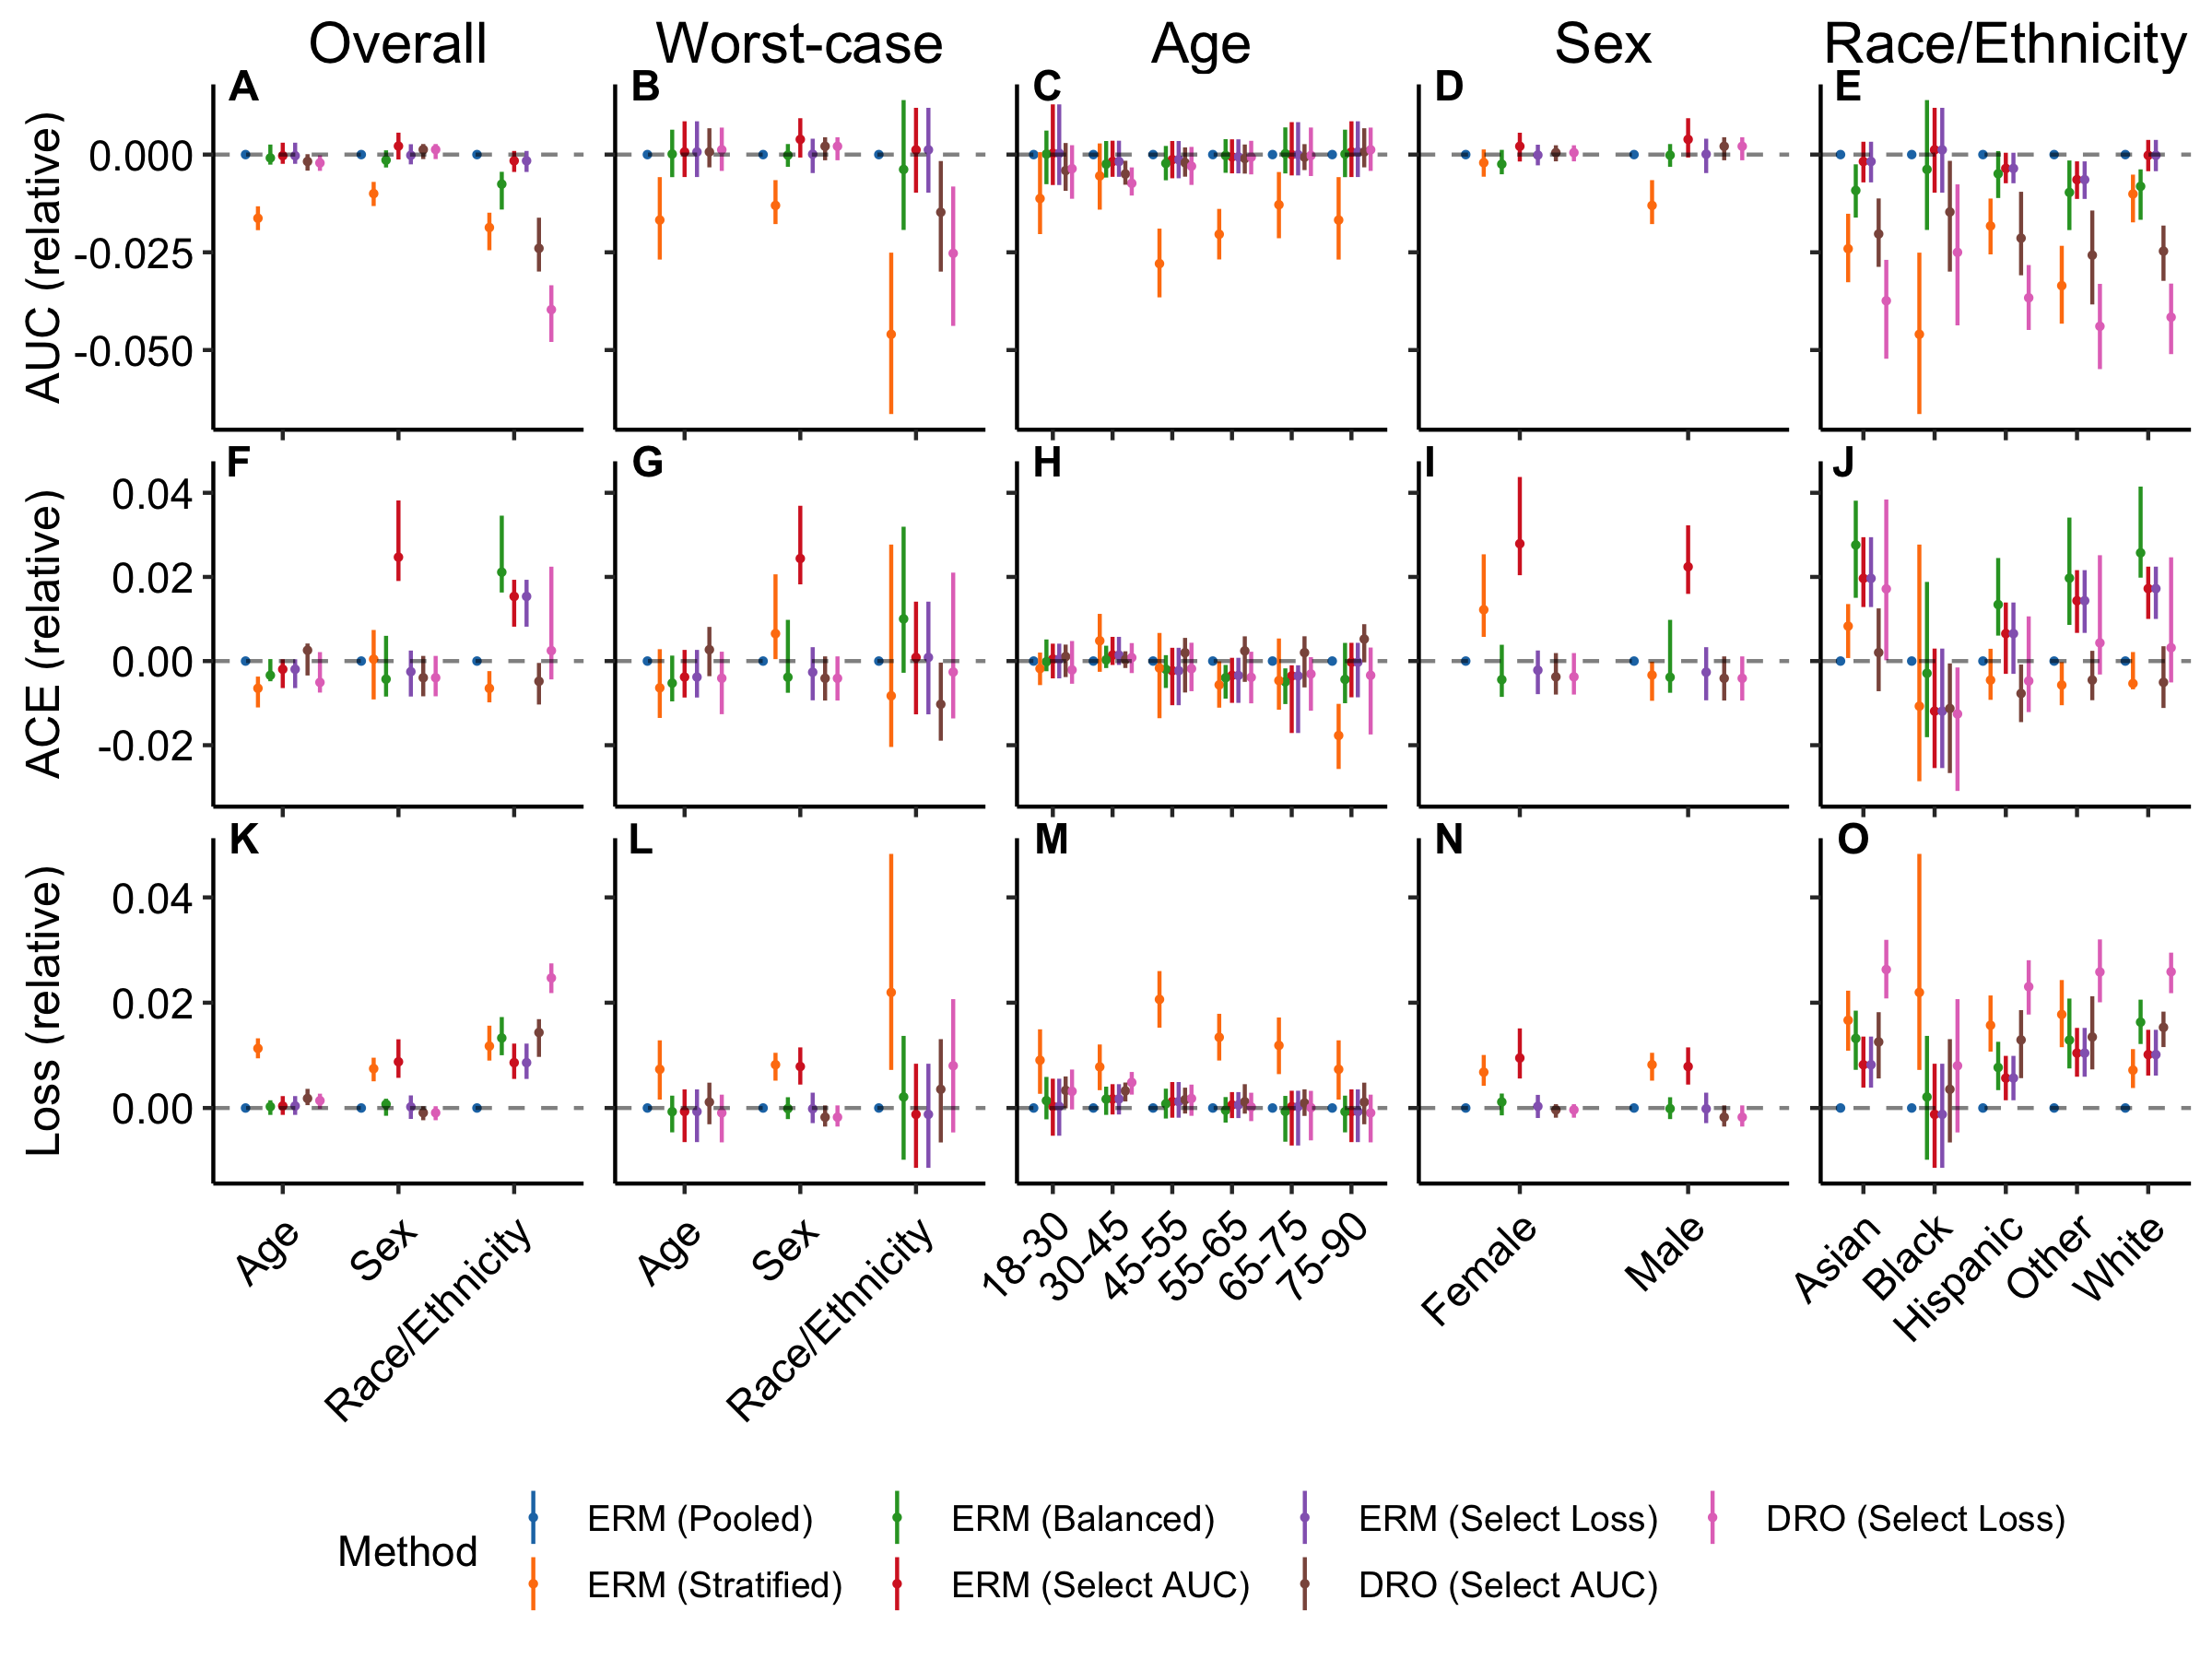 Overall Worst-case Age Sex Race/Ethnicity
A B C D E
AUC (relative)
0.000
-0.025
-0.050
F G H I J
ACE (relative)
0.04
0.02
0.00
-0.02
K L M N O
Loss (relative)
0.04
0.02
0.00
Age Sex Race/Ethnicity Age Sex Race/Ethnicity 18-30 30-45 45-55 55-65 65-75 75-90 Female Male Asian Black Hispanic Other White
Method
ERM (Pooled) ERM (Balanced) ERM (Select Loss) DRO (Select Loss)
ERM (Stratified) ERM (Select AUC) DRO (Select AUC)